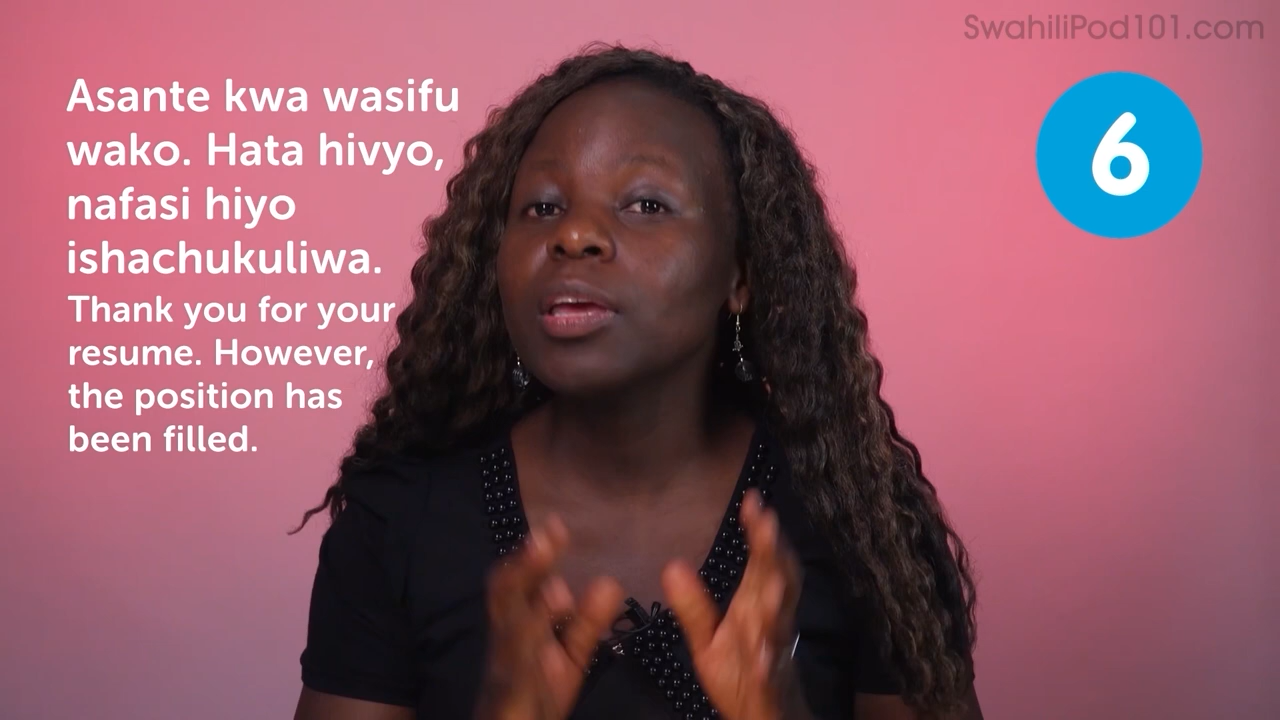 SwahiliPod101.com
Asante kwa wasifu
wako. Hata hivyo,
nafasi hiyo
ishachukuliwa.
Thank you for your
resume. However,
the position has
been filled.
6